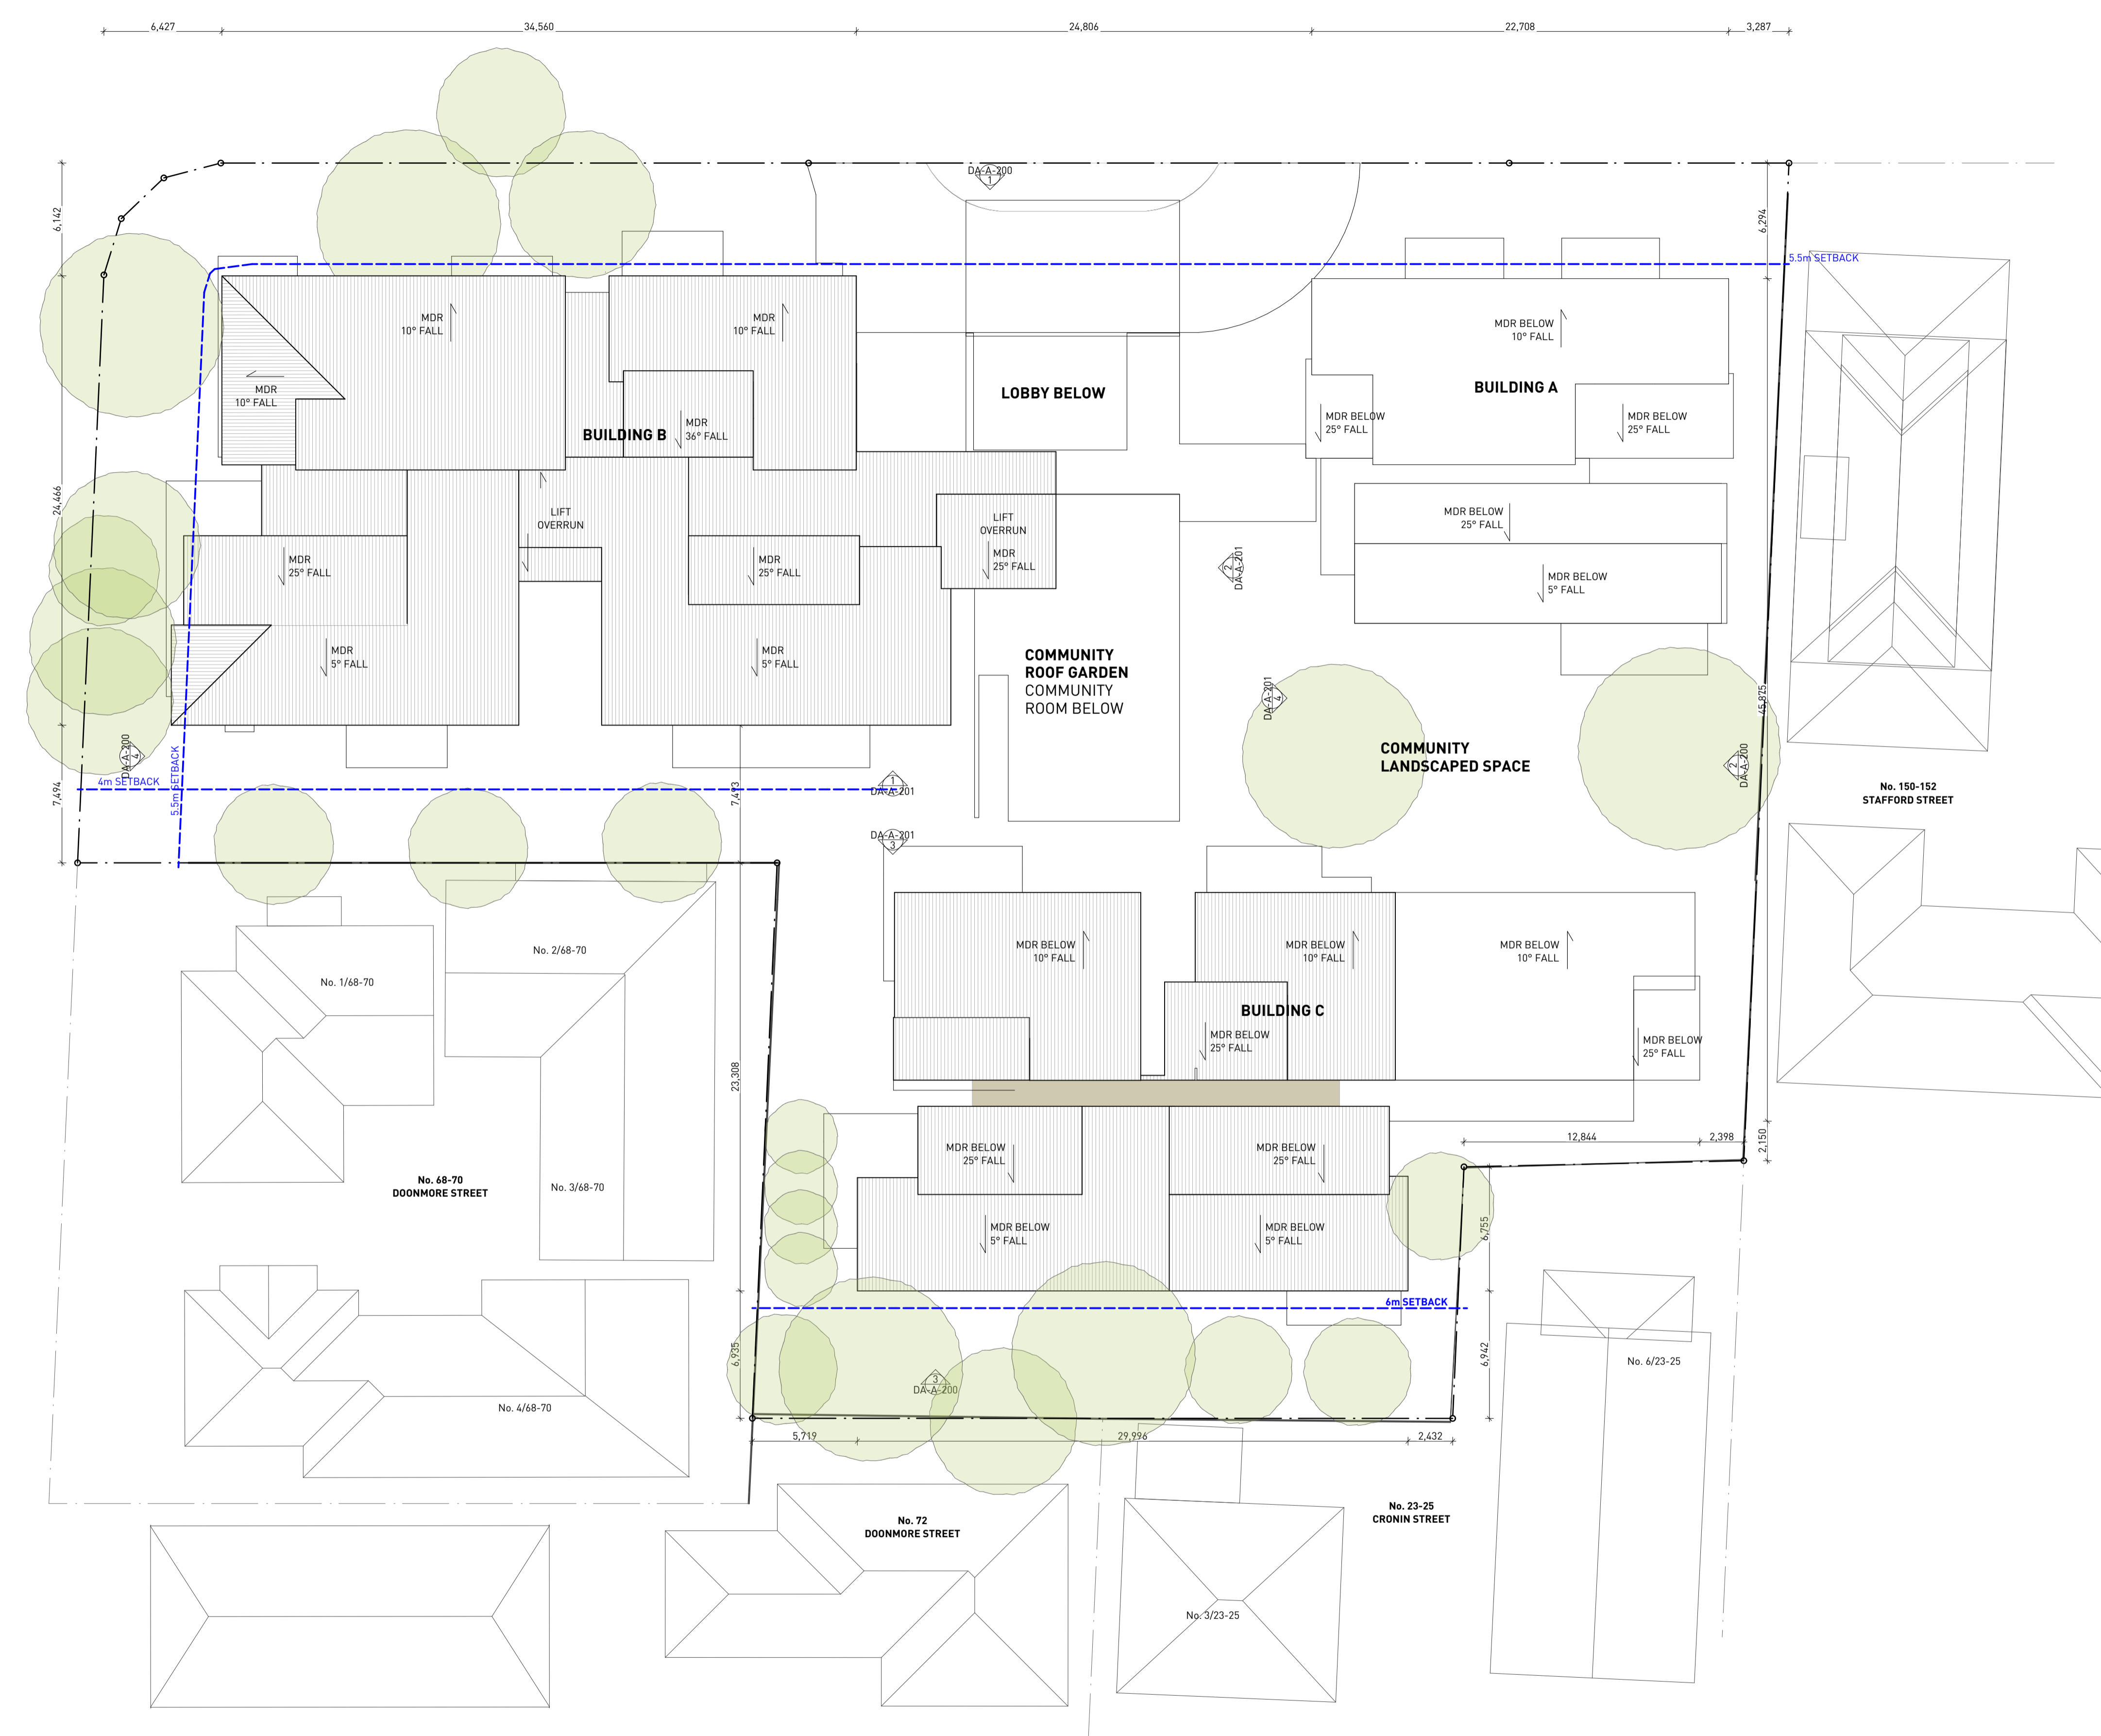 6,427
34,560
24,806
22,708
3,287
DA-A-200
1
6,142
6,294
5.5m SETBACK
MDR
10° FALL
MDR
10° FALL
MDR BELOW
10° FALL
MDR
10° FALL
LOBBY BELOW
BUILDING A
MDR BELOW
25° FALL
MDR BELOW
25° FALL
BUILDING B
MDR
36° FALL
24,466
LIFT
OVERRUN
LIFT
OVERRUN
MDR BELOW
25° FALL
MDR
25° FALL
MDR
25° FALL
MDR
25° FALL
2
DA-A-201
MDR BELOW
5° FALL
MDR
5° FALL
MDR
5° FALL
COMMUNITY
ROOF GARDEN
COMMUNITY
ROOM BELOW
DA-A-201
4
45,875
COMMUNITY
LANDSCAPED SPACE
DA-A-200
4
2
DA-A-200
4m SETBACK
5.5m SETBACK
7,494
7,493
1
DA-A-201
No. 150-152
STAFFORD STREET
DA-A-201
3
No. 2/68-70
No. 1/68-70
MDR BELOW
10° FALL
MDR BELOW
10° FALL
MDR BELOW
10° FALL
BUILDING C
MDR BELOW
25° FALL
MDR BELOW
25° FALL
23,308
12,844
2,398
2,150
MDR BELOW
25° FALL
MDR BELOW
25° FALL
No. 68-70
DOONMORE STREET
No. 3/68-70
MDR BELOW
5° FALL
MDR BELOW
5° FALL
6,755
6m SETBACK
6,935
6,942
No. 6/23-25
3
DA-A-200
No. 4/68-70
5,719
29,996
2,432
No. 72
DOONMORE STREET
No. 23-25
CRONIN STREET
No. 3/23-25